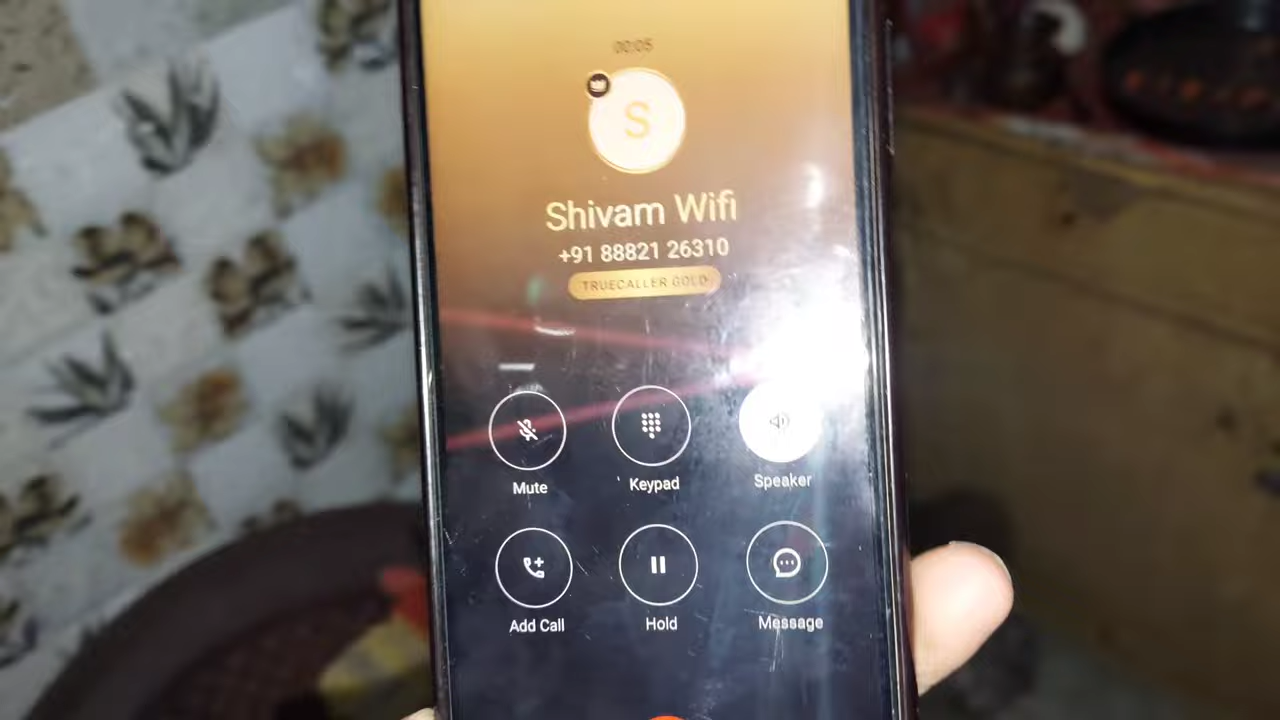 00:05
S
Shivam Wifi
+91 88821 26310
TRUECALLER GOLD
Mute
Keypad
Speaker
Add Call
Hold
Message